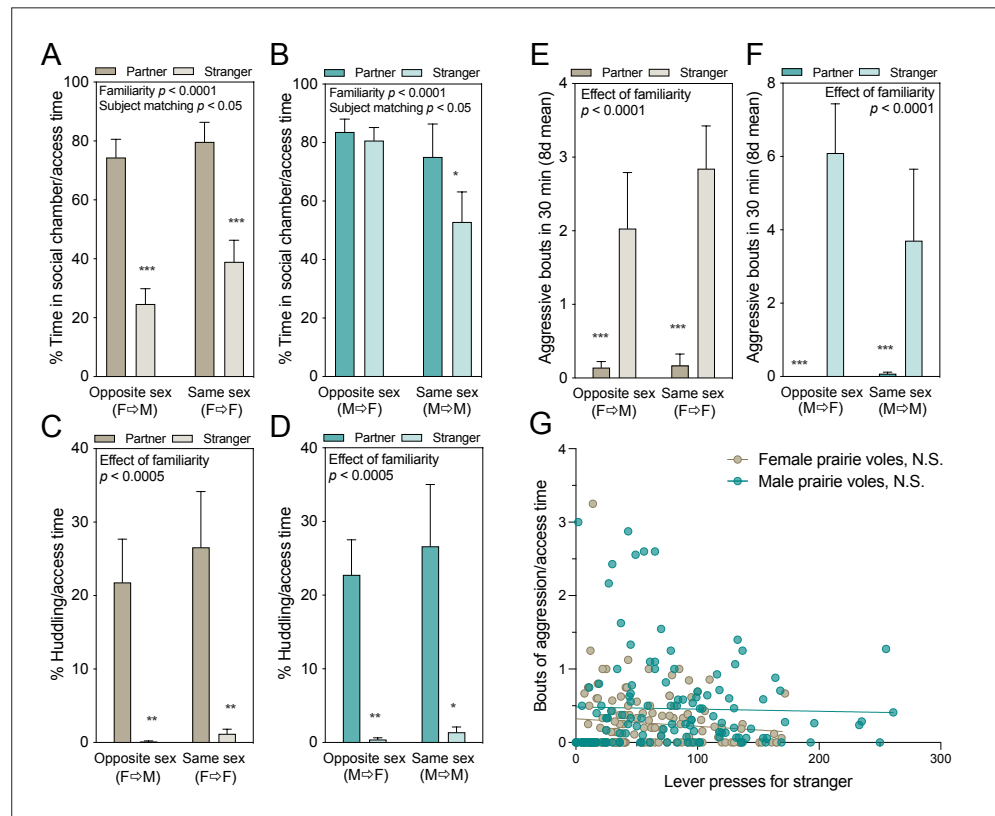 A
Partner Stranger
Familiarity p < 0.0001
Subject matching p < 0.05
% Time in social chamber/access time
100
80
60
40
20
0
***
***
Opposite sex
(F⇨M)
Same sex
(F⇨F)
B
Partner Stranger
Familiarity p < 0.0001
Subject matching p < 0.05
% Time in social chamber/access time
100
80
60
40
20
0
*
Opposite sex
(M⇨F)
Same sex
(M⇨M)
E
Partner Stranger
Effect of familiarity
p < 0.0001
Aggressive bouts in 30 min (8d mean)
4
3
2
1
0
***
***
Opposite sex
(F⇨M)
Same sex
(F⇨F)
F
Partner Stranger
Effect of familiarity
p < 0.0001
Aggressive bouts in 30 min (8d mean)
8
6
4
2
0
***
***
Opposite sex
(M⇨F)
Same sex
(M⇨M)
C
Partner Stranger
Effect of familiarity
p < 0.0005
% Huddling/access time
40
30
20
10
0
**
**
Opposite sex
(F⇨M)
Same sex
(F⇨F)
D
Partner Stranger
Effect of familiarity
p < 0.0005
% Huddling/access time
40
30
20
10
0
**
*
Opposite sex
(M⇨F)
Same sex
(M⇨M)
G
Female prairie voles, N.S.
Male prairie voles, N.S.
Bouts of aggression/access time
4
3
2
1
0
0 100 200 300
Lever presses for stranger